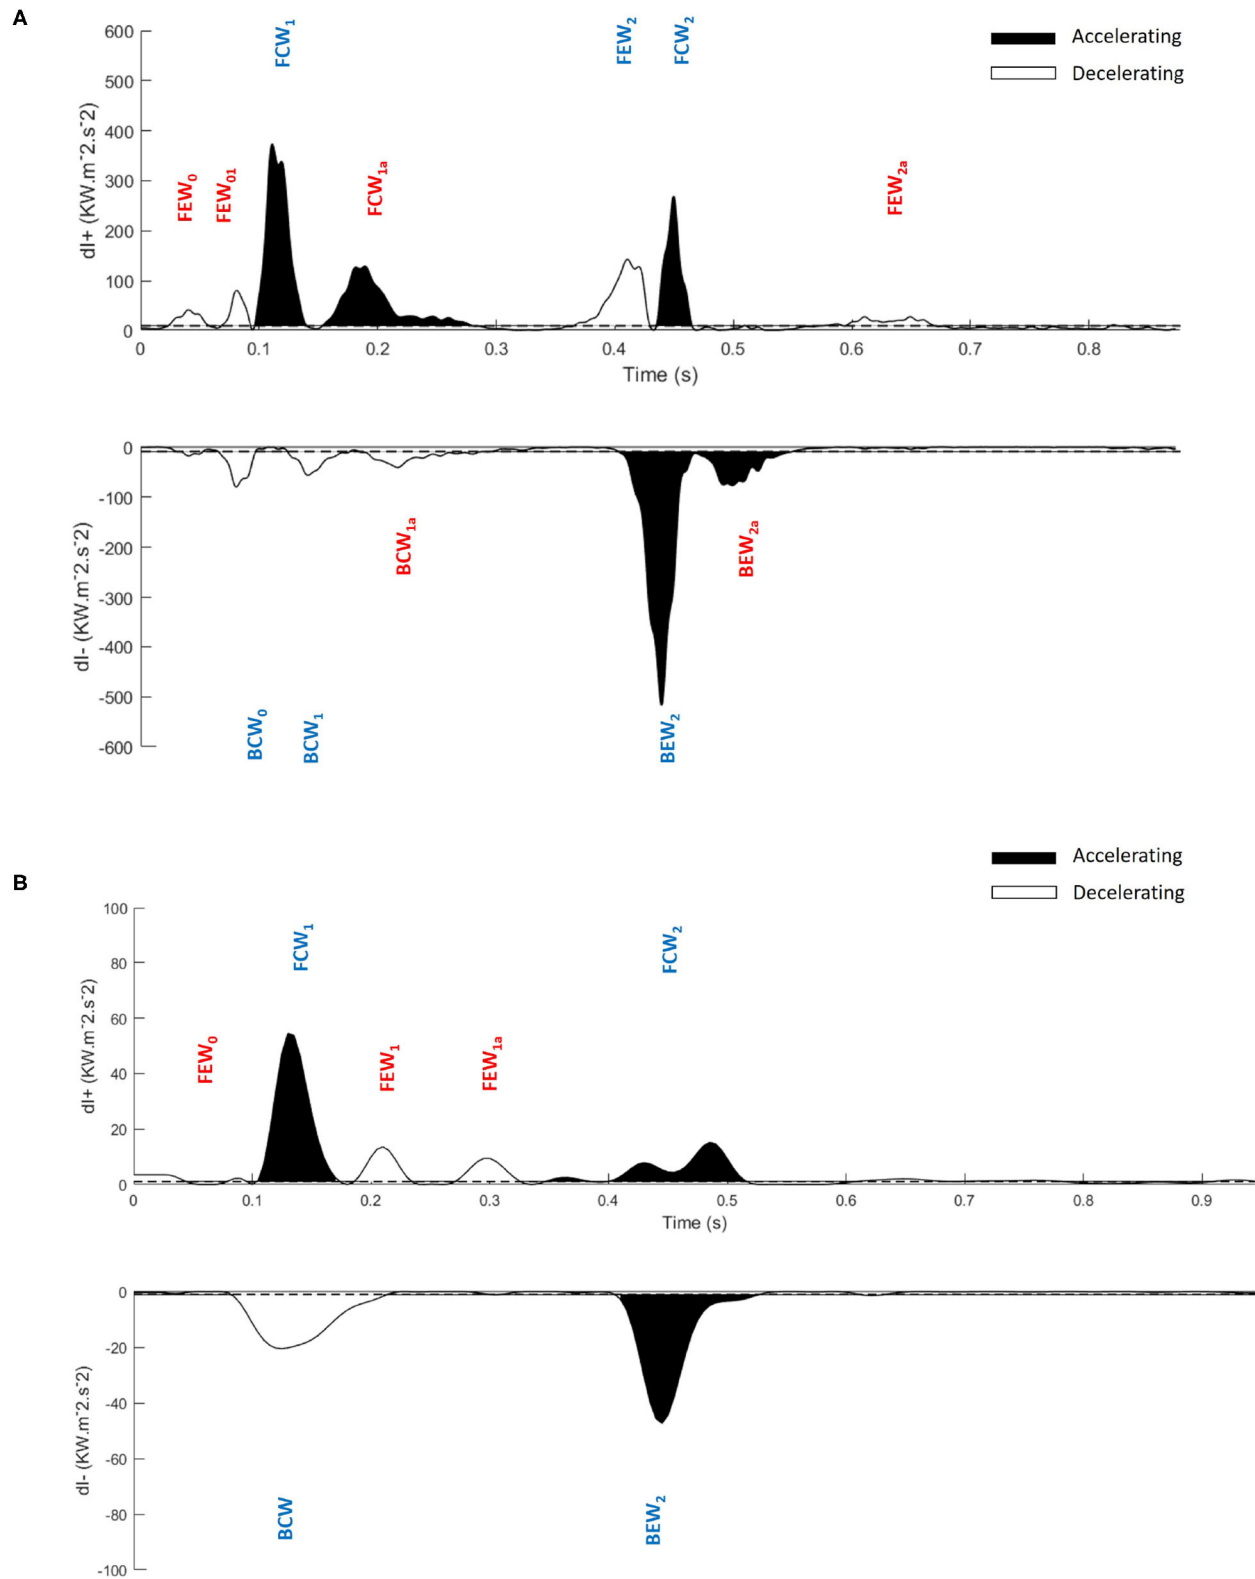 A
600
500
400
300
200
100
0
dI+ (KW.m⁻2.s⁻2)
FCW₁
FEW₂
FCW₂
Accelerating
Decelerating
FEW₀
FEW₀₁
FCW₁ₐ
FEW₂ₐ
0 0.1 0.2 0.3 0.4 0.5 0.6 0.7 0.8
Time (s)
0
-100
-200
-300
-400
-500
-600
dI- (KW.m⁻2.s⁻2)
BCW₁ₐ
BEW₂ₐ
BCW₀
BCW₁
BEW₂
B
Accelerating
Decelerating
100
80
60
40
20
0
dI+ (KW.m⁻2.s⁻2)
FCW₁
FCW₂
FEW₀
FEW₁
FEW₁ₐ
0 0.1 0.2 0.3 0.4 0.5 0.6 0.7 0.8 0.9
Time (s)
0
-20
-40
-60
-80
-100
dI- (KW.m⁻2.s⁻2)
BCW
BEW₂